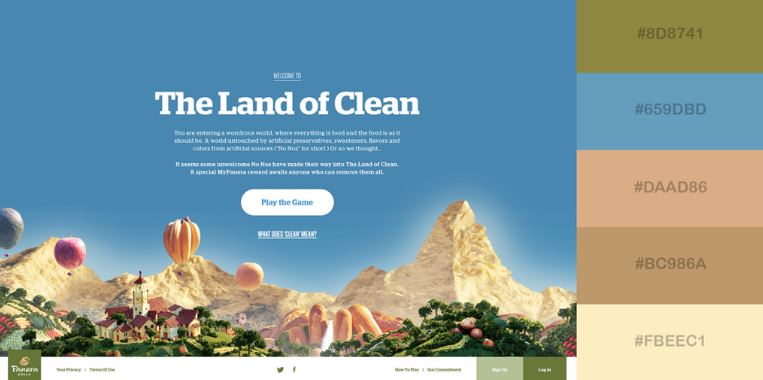 WELCOME TO
The Land of Clean
You are entering a wondrous world, where everything is food and the food is as it
should be. A world untouched by artificial preservatives, sweeteners, flavors and
colors from artificial sources ("No Nos" for short.) Or so we thought...
It seems some unwelcome No Nos have made their way into The Land of Clean.
A special MyPanera reward awaits anyone who can remove them all.
Play the Game
WHAT DOES 'CLEAN' MEAN?
Panera
BREAD
Your Privacy | Terms Of Use
How To Play | Our Commitment
Sign Up
Log In
#8D8741
#659DBD
#DAAD86
#BC986A
#FBEEC1